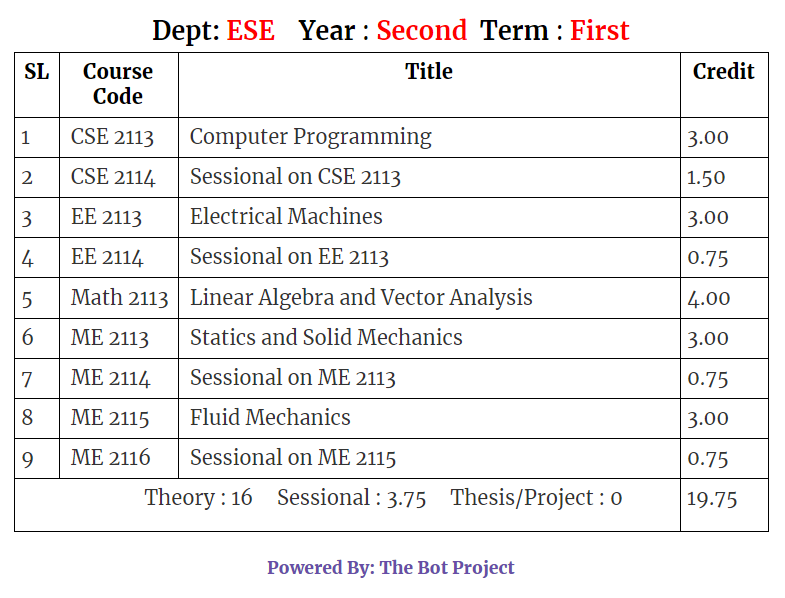 Dept: ESE Year : Second Term : First
SL Course Code Title Credit
1 CSE 2113 Computer Programming 3.00
2 CSE 2114 Sessional on CSE 2113 1.50
3 EE 2113 Electrical Machines 3.00
4 EE 2114 Sessional on EE 2113 0.75
5 Math 2113 Linear Algebra and Vector Analysis 4.00
6 ME 2113 Statics and Solid Mechanics 3.00
7 ME 2114 Sessional on ME 2113 0.75
8 ME 2115 Fluid Mechanics 3.00
9 ME 2116 Sessional on ME 2115 0.75
Theory : 16 Sessional : 3.75 Thesis/Project : 0 19.75
Powered By: The Bot Project